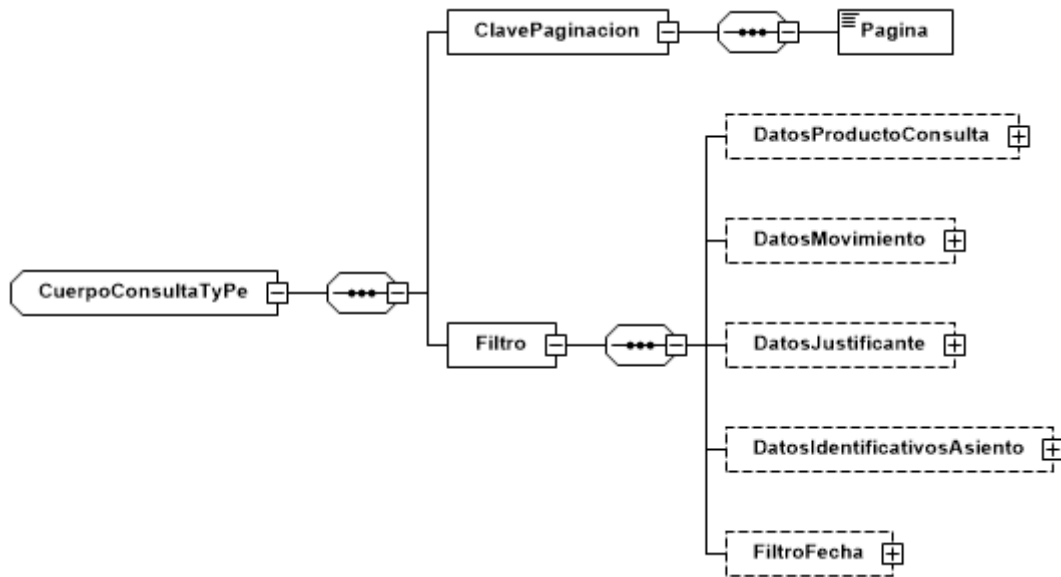 ClavePaginacion
Pagina
DatosProductoConsulta
DatosMovimiento
CuerpoConsultaTyPe
Filtro
DatosJustificante
DatosIdentificativosAsiento
FiltroFecha